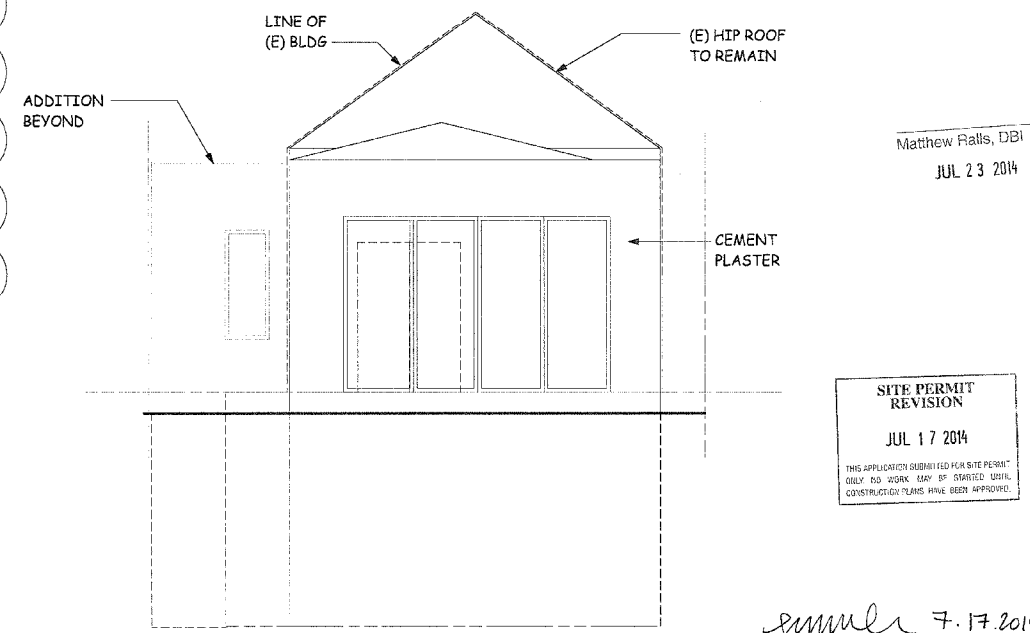 LINE OF
(E) BLDG
(E) HIP ROOF
TO REMAIN
ADDITION
BEYOND
Matthew Ralls, DBI
JUL 23 2014
CEMENT
PLASTER
SITE PERMIT
REVISION
JUL 17 2014
THIS APPLICATION SUBMITTED FOR SITE PERMIT
ONLY. NO WORK MAY BE STARTED UNTIL
CONSTRUCTION PLANS HAVE BEEN APPROVED.
7.17.201